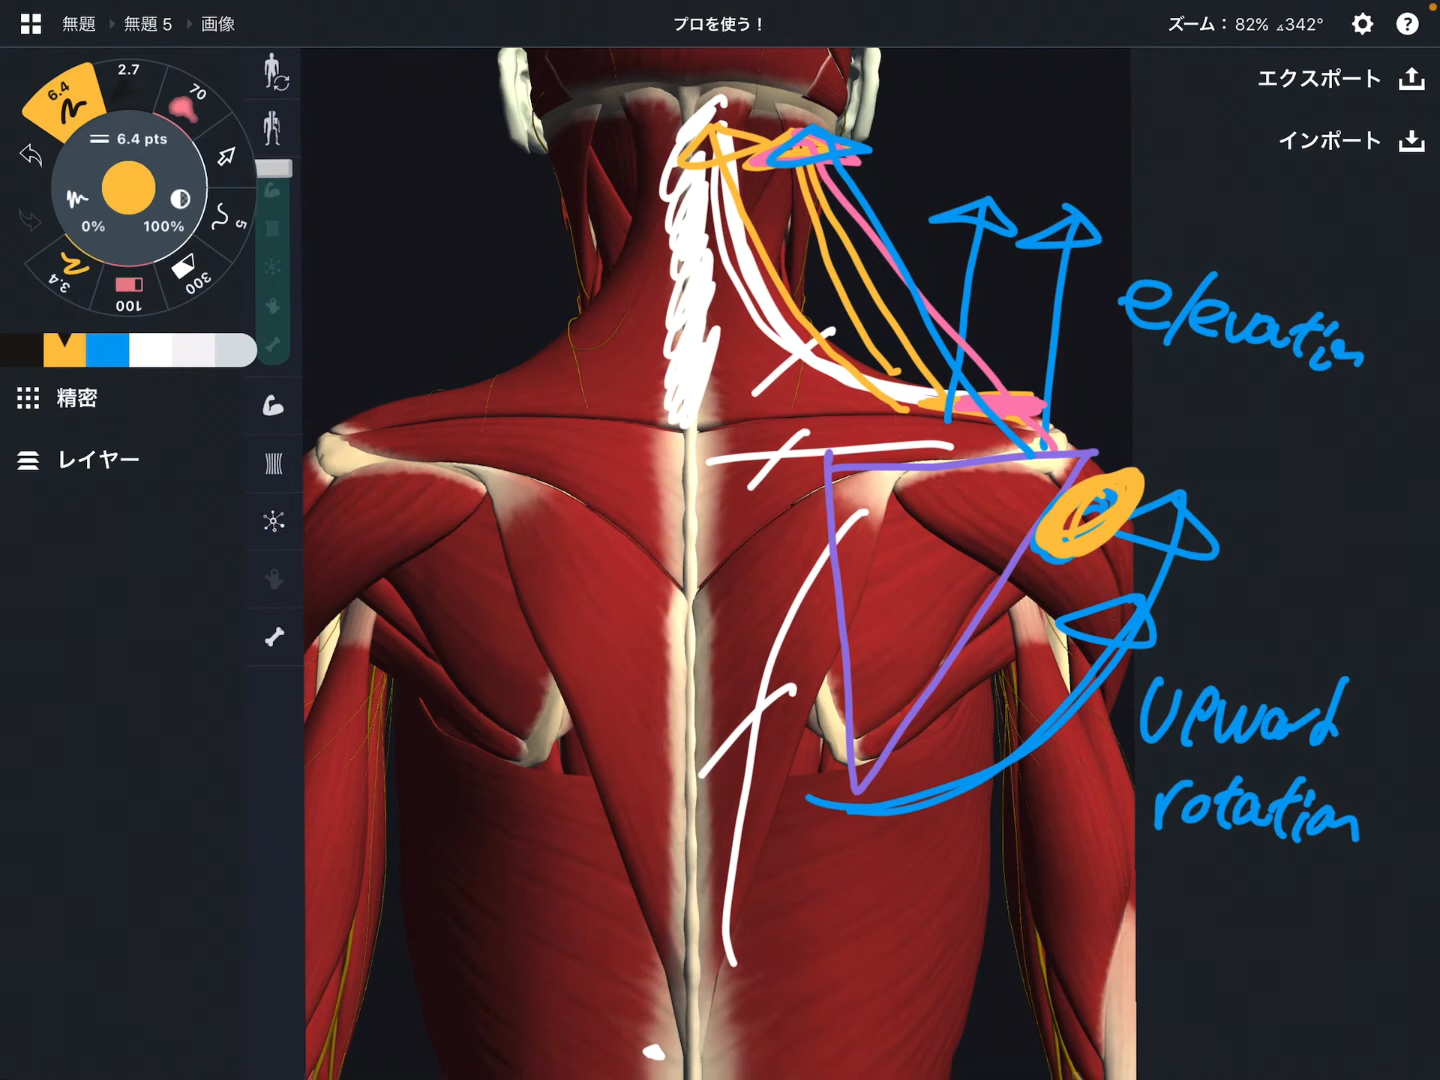 無題 無題 5 画像
プロを使う！
ズーム： 82% ⦞342°
エクスポート
インポート
6.4
2.7
70
5
300
100
3.4
6.4 pts
0% 100%
精密
レイヤー
elevation
Upward
rotation